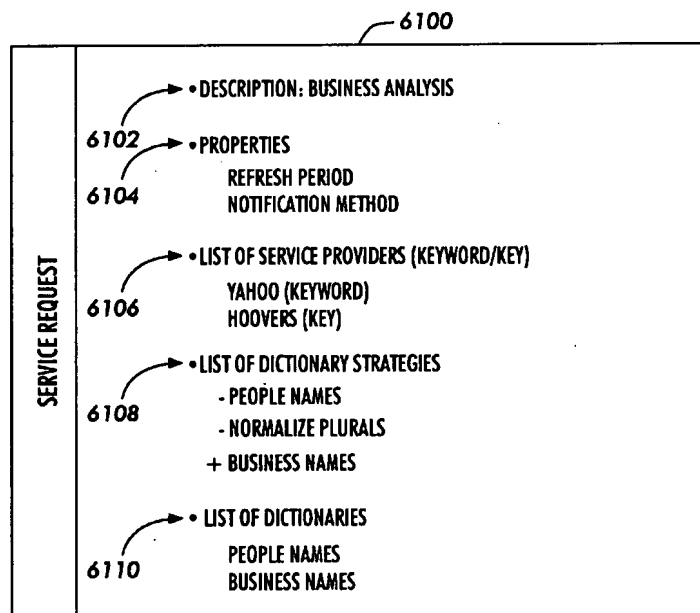 6100
SERVICE REQUEST
6102
• DESCRIPTION: BUSINESS ANALYSIS
6104
• PROPERTIES
REFRESH PERIOD
NOTIFICATION METHOD
6106
• LIST OF SERVICE PROVIDERS (KEYWORD/KEY)
YAHOO (KEYWORD)
HOOVERS (KEY)
6108
• LIST OF DICTIONARY STRATEGIES
- PEOPLE NAMES
- NORMALIZE PLURALS
+ BUSINESS NAMES
6110
• LIST OF DICTIONARIES
PEOPLE NAMES
BUSINESS NAMES